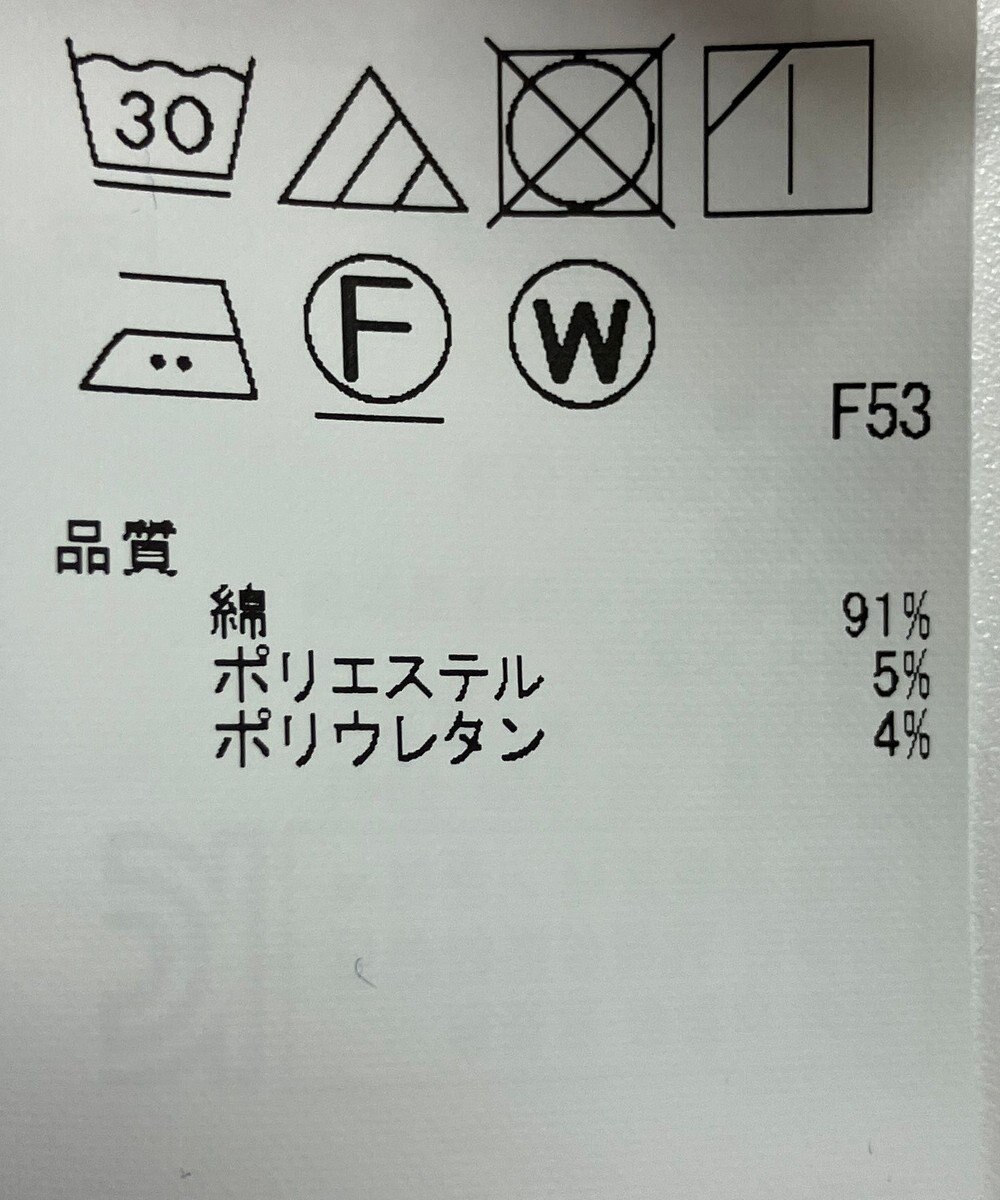 30
F W
F53
品質
綿 91%
ポリエステル 5%
ポリウレタン 4%